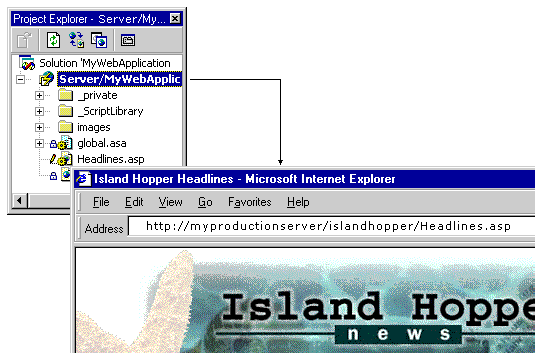 Project Explorer - Server/My...
Solution 'MyWebApplication
Server/MyWebApplic
_private
_ScriptLibrary
images
global.asa
Headlines.asp
Island Hopper Headlines - Microsoft Internet Explorer
File Edit View Go Favorites Help
Address http://myproductionserver/islandhopper/Headlines.asp
Island Hoppe
news